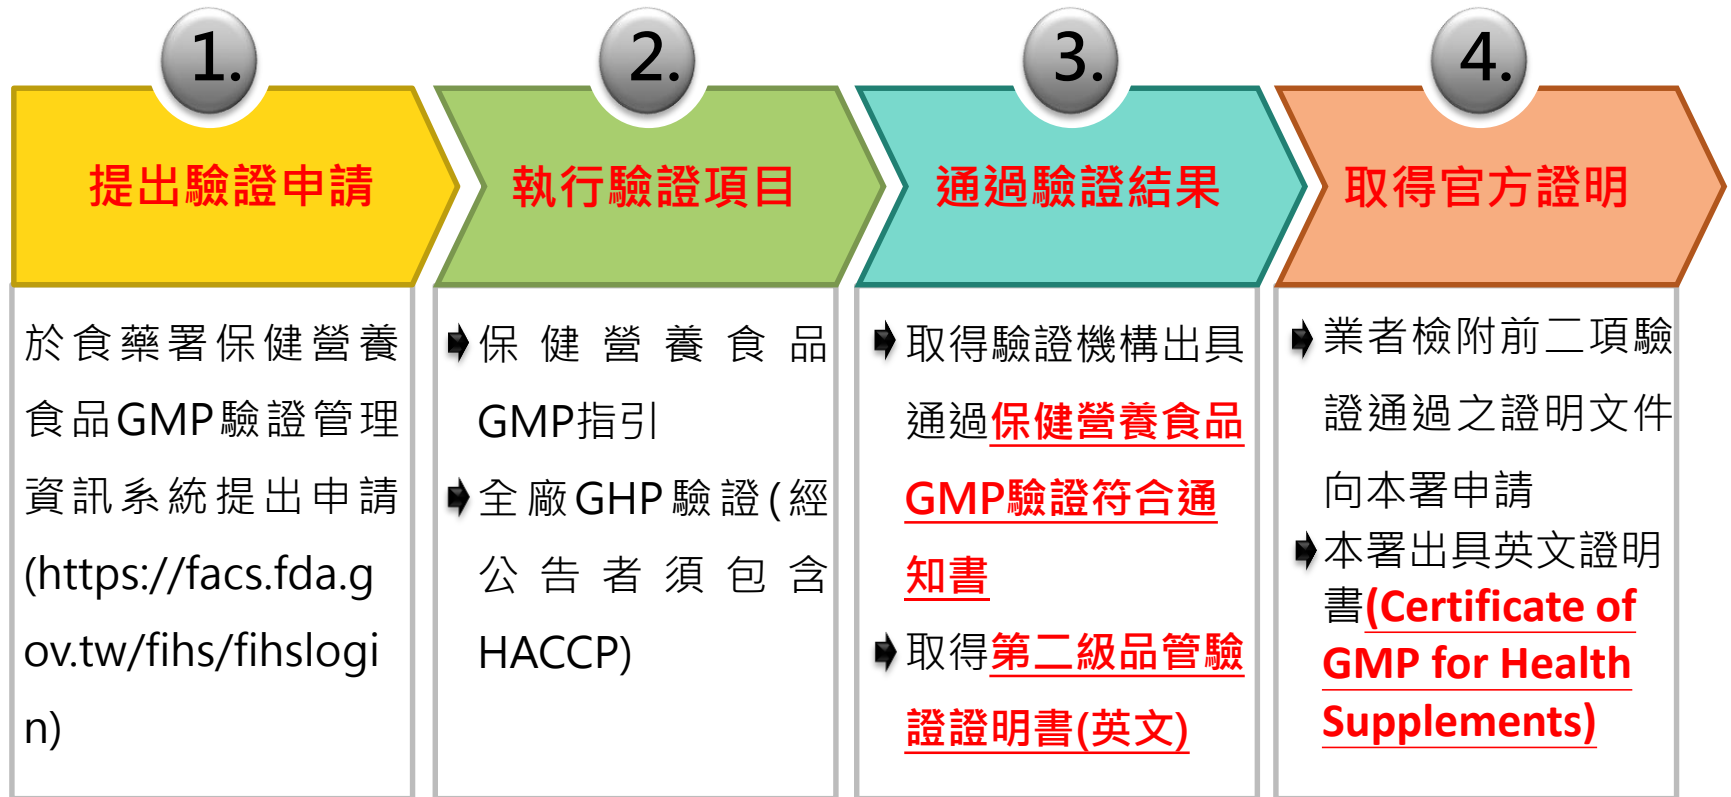 1.
提出驗證申請
於食藥署保健營養
食品GMP驗證管理
資訊系統提出申請
(https://facs.fda.g
ov.tw/fihs/fihslogi
n)
2.
執行驗證項目
保健營養食品
GMP指引
全廠GHP驗證(經
公告者須包含
HACCP)
3.
通過驗證結果
取得驗證機構出具
通過保健營養食品
GMP驗證符合通
知書
取得第二級品管驗
證證明書(英文)
4.
取得官方證明
業者檢附前二項驗
證通過之證明文件
向本署申請
本署出具英文證明
書(Certificate of
GMP for Health
Supplements)